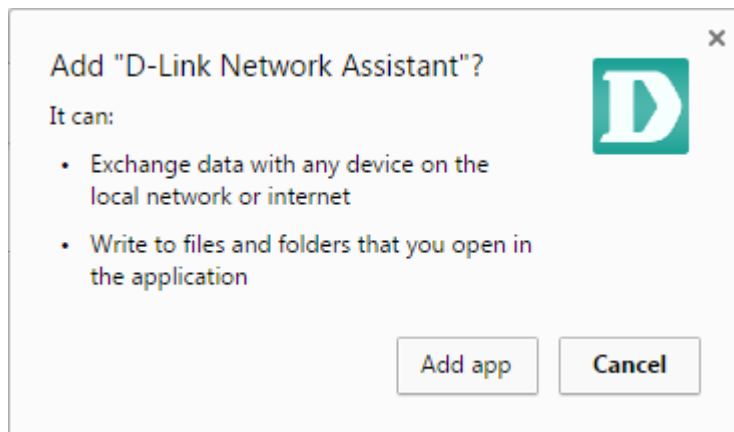 Add "D-Link Network Assistant"?
It can:
• Exchange data with any device on the
local network or internet
• Write to files and folders that you open in
the application
D
Add app
Cancel